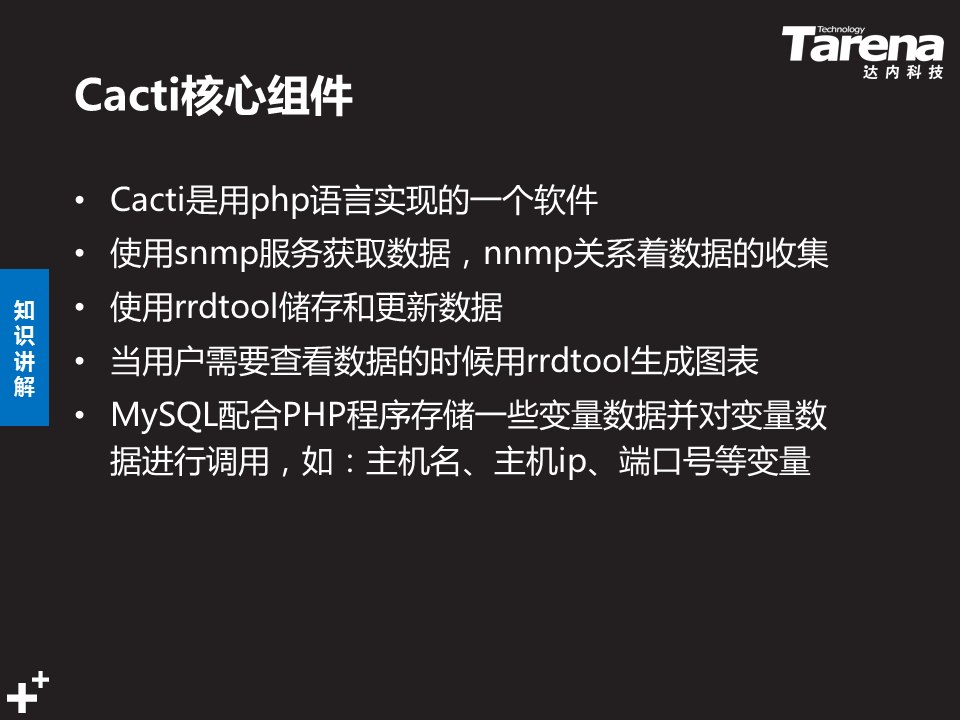 Technology
Tarena
达内科技
Cacti核心组件
• Cacti是用php语言实现的一个软件
• 使用snmp服务获取数据，nnmp关系着数据的收集
• 使用rrdtool储存和更新数据
• 当用户需要查看数据的时候用rrdtool生成图表
• MySQL配合PHP程序存储一些变量数据并对变量数
据进行调用，如：主机名、主机ip、端口号等变量
知
识
讲
解